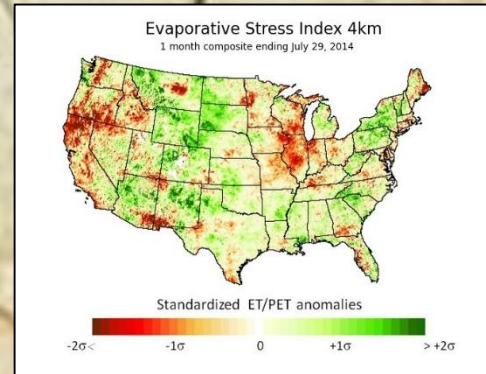 Evaporative Stress Index 4km
1 month composite ending July 29, 2014
Standardized ET/PET anomalies
-2σ< -1σ 0 +1σ > +2σ